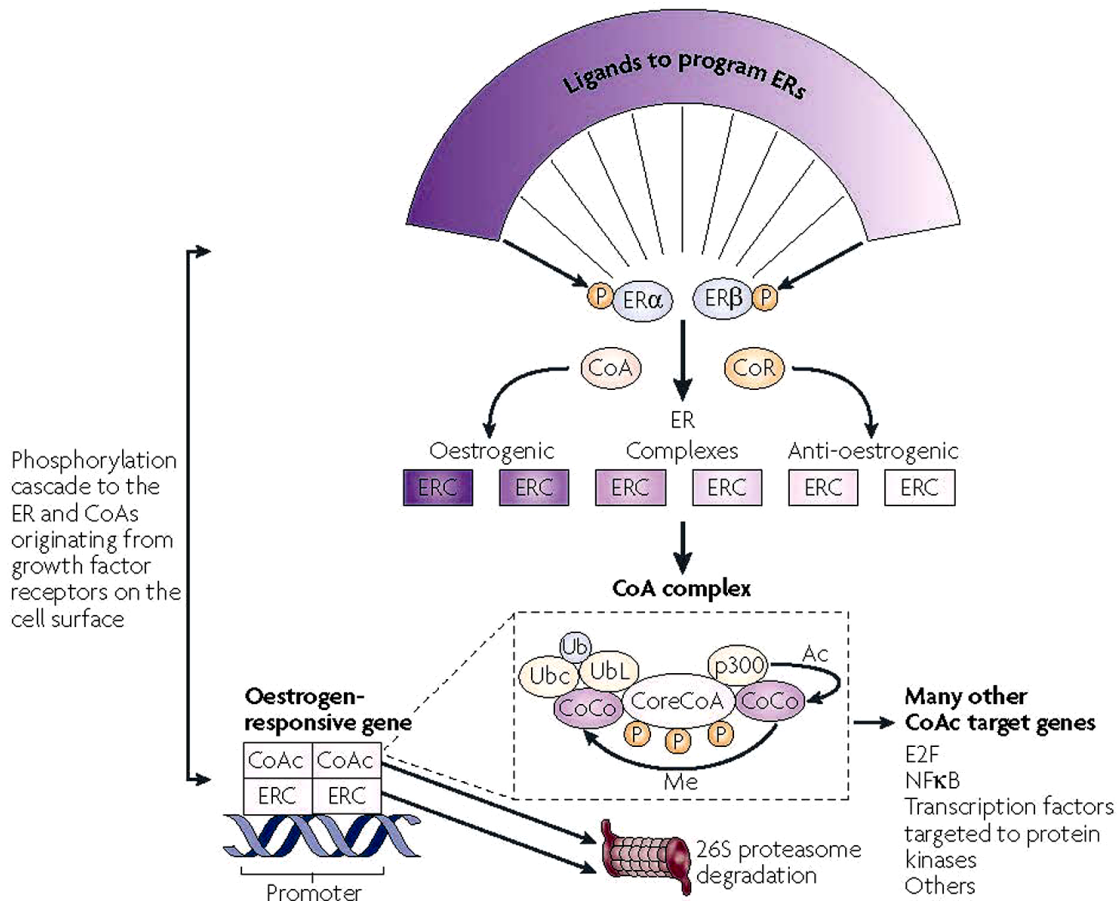 Ligands to program ERs
P ERα ERβ P
CoA CoR
ER
Oestrogenic Complexes Anti-oestrogenic
ERC ERC ERC ERC ERC ERC
Phosphorylation
cascade to the
ER and CoAs
originating from
growth factor
receptors on the
cell surface
CoA complex
Ub
Ubc UbL p300 Ac
CoCo CoreCoA CoCo
P P P
Me
Oestrogen-
responsive gene
CoAc CoAc
ERC ERC
Promoter
26S proteasome
degradation
Many other
CoAc target genes
E2F
NFκB
Transcription factors
targeted to protein
kinases
Others